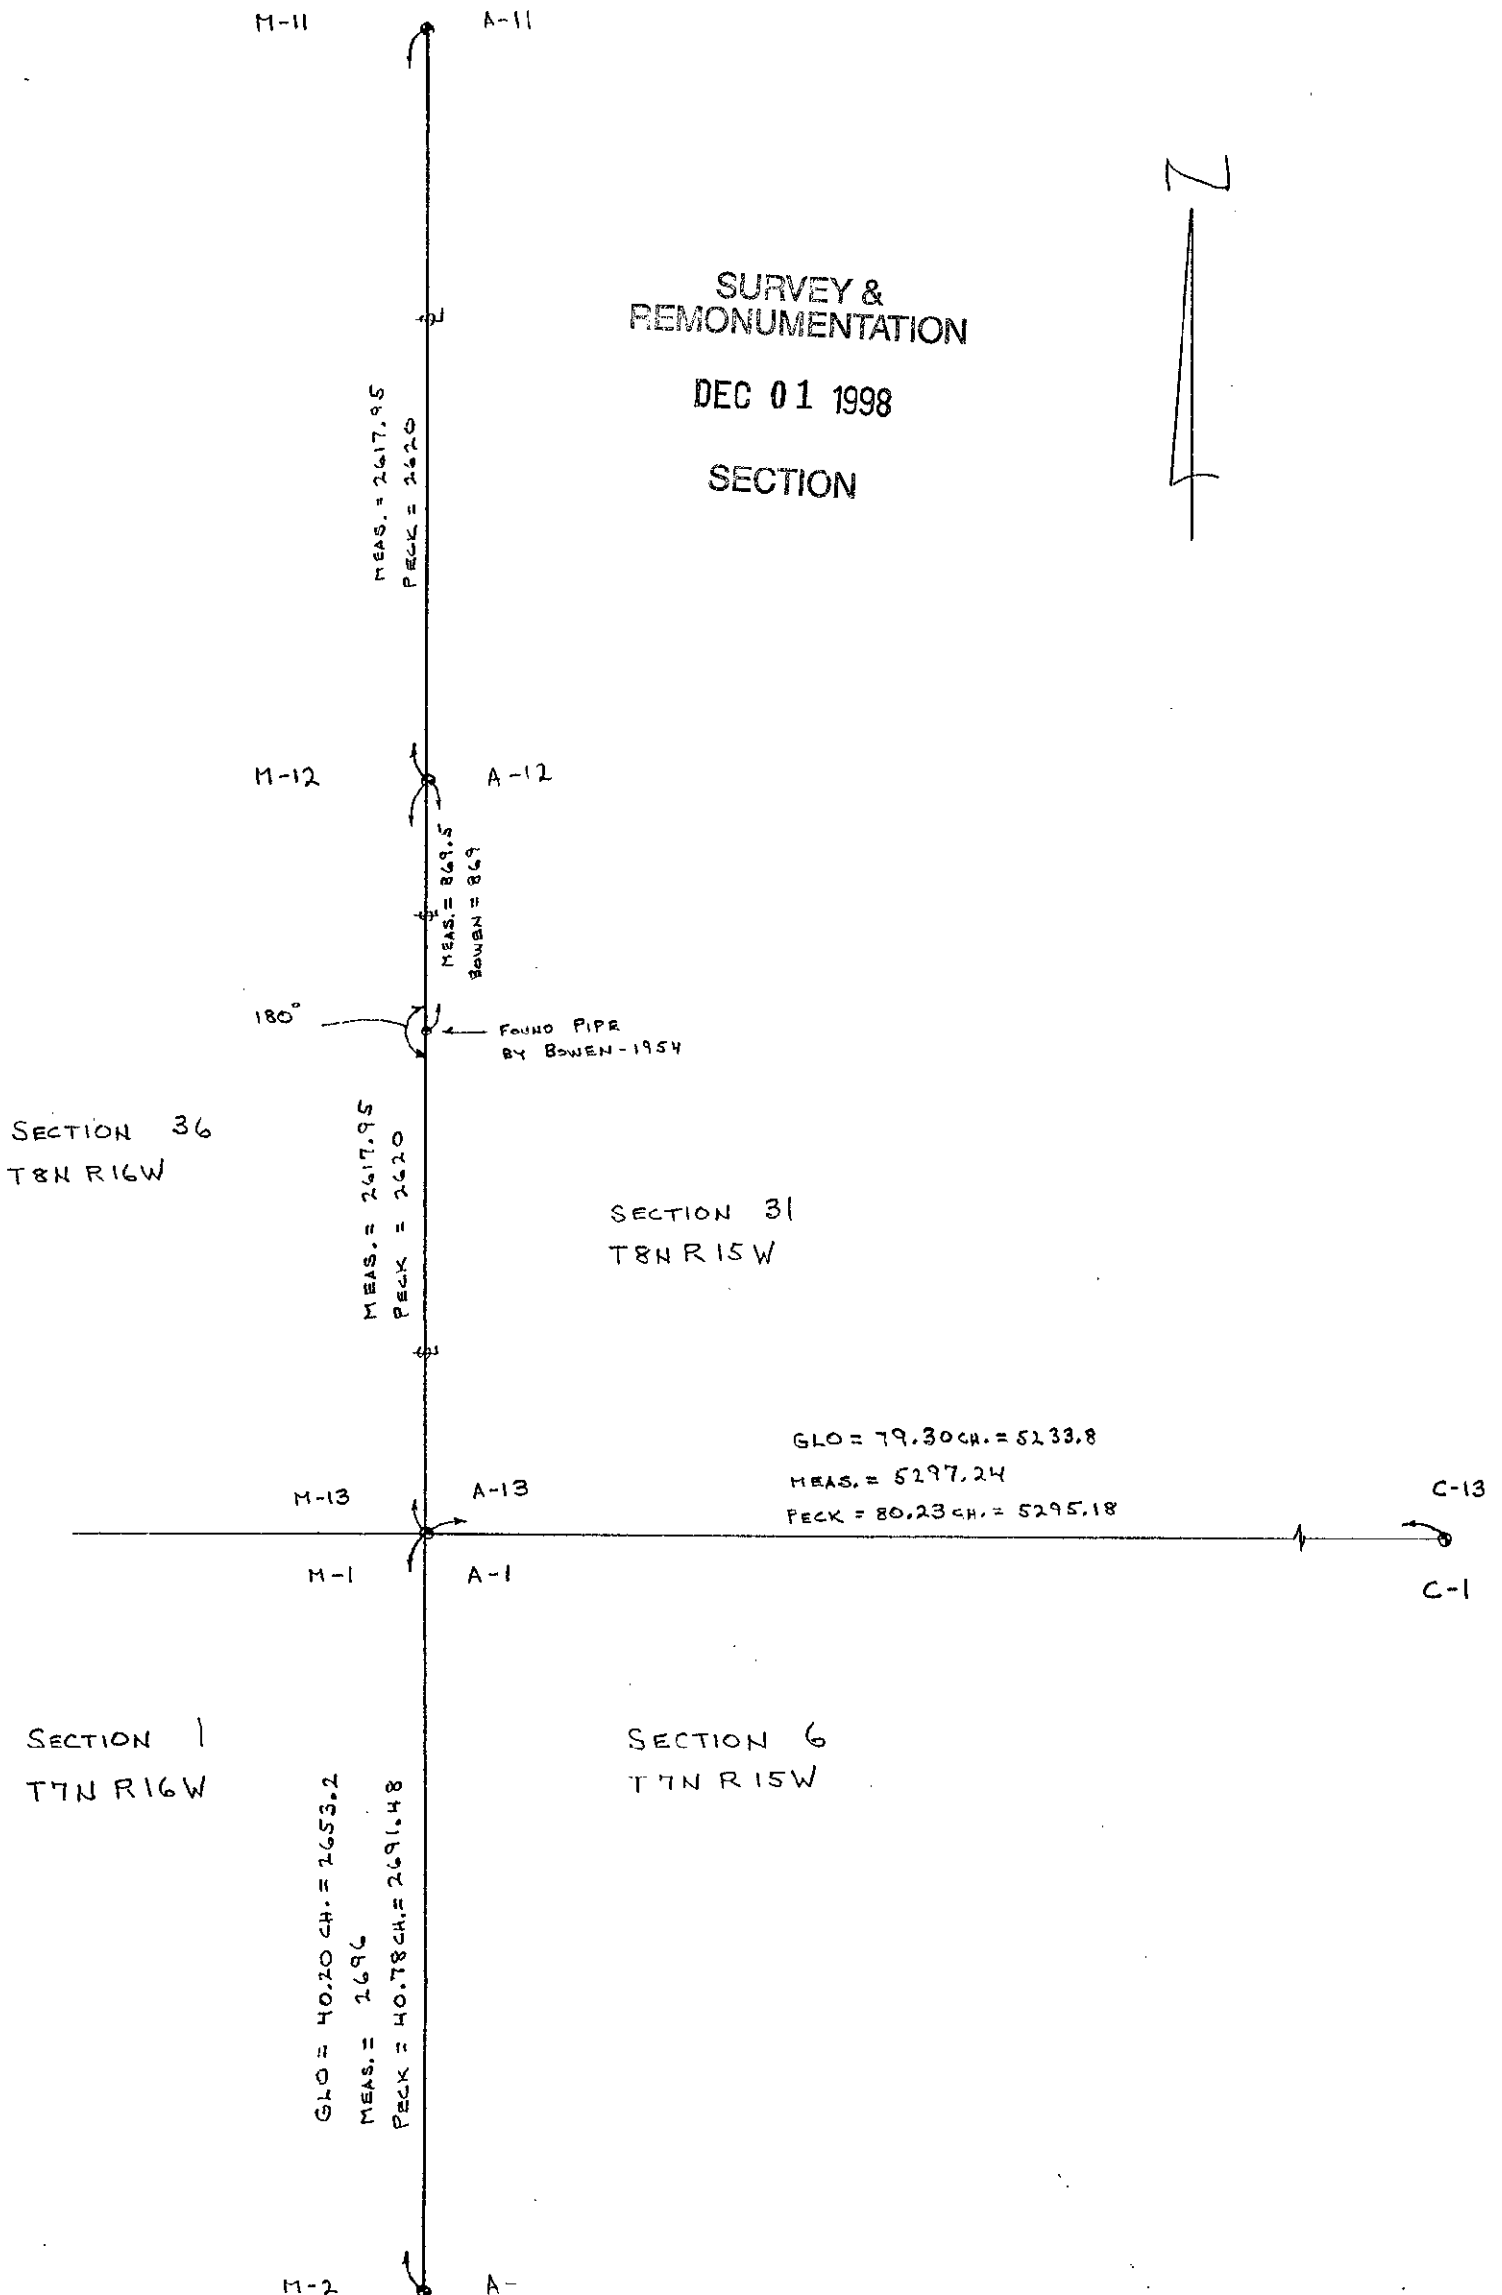 M-11 A-11
N
SURVEY &
REMONUMENTATION
DEC 01 1998
SECTION
MEAS. = 2617.95
PECK = 2620
M-12 A-12
MEAS. = 869.5
BOWEN = 869
180°
FOUND PIPE
BY BOWEN-1954
SECTION 36
T8N R16W
MEAS. = 2617.95
PECK = 2620
SECTION 31
T8N R15W
GLO = 79.30 CH. = 5233.8
MEAS. = 5297.24
PECK = 80.23 CH. = 5295.18
M-13 A-13 C-13
M-1 A-1 C-1
SECTION 1
T7N R16W
SECTION 6
T7N R15W
GLO = 40.20 CH. = 2653.2
MEAS. = 2696
PECK = 40.78 CH. = 2691.48
M-2 A-